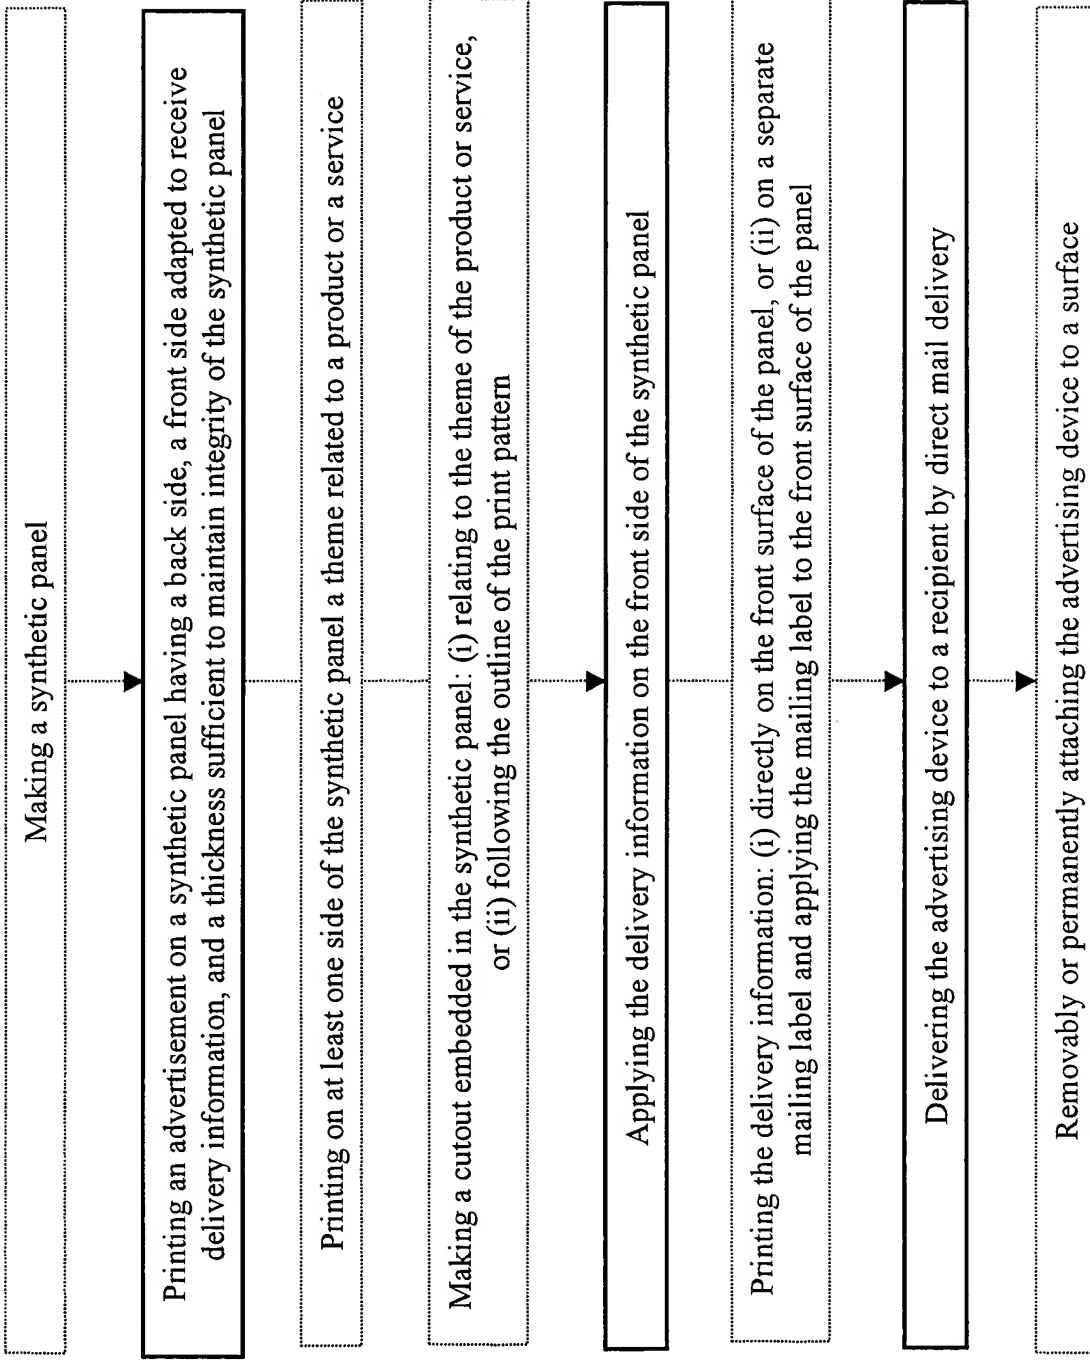 Making a synthetic panel
Printing an advertisement on a synthetic panel having a back side, a front side adapted to receive
delivery information, and a thickness sufficient to maintain integrity of the synthetic panel
Printing on at least one side of the synthetic panel a theme related to a product or a service
Making a cutout embedded in the synthetic panel: (i) relating to the theme of the product or service,
or (ii) following the outline of the print pattern
Applying the delivery information on the front side of the synthetic panel
Printing the delivery information: (i) directly on the front surface of the panel, or (ii) on a separate
mailing label and applying the mailing label to the front surface of the panel
Delivering the advertising device to a recipient by direct mail delivery
Removably or permanently attaching the advertising device to a surface